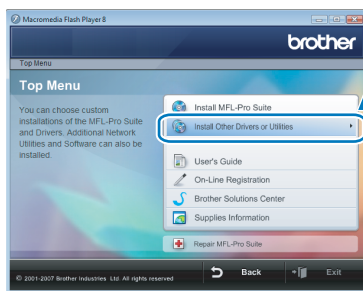 Macromedia Flash Player 8
brother
Top Menu
Top Menu
You can choose custom
installations of the MFL-Pro Suite
and Drivers. Additional Network
Utilities and Software can also be
installed.
Install MFL-Pro Suite
Install Other Drivers or Utilities
User's Guide
On-Line Registration
Brother Solutions Center
Supplies Information
Repair MFL-Pro Suite
© 2001-2007 Brother Industries Ltd. All rights reserved
Back
Exit